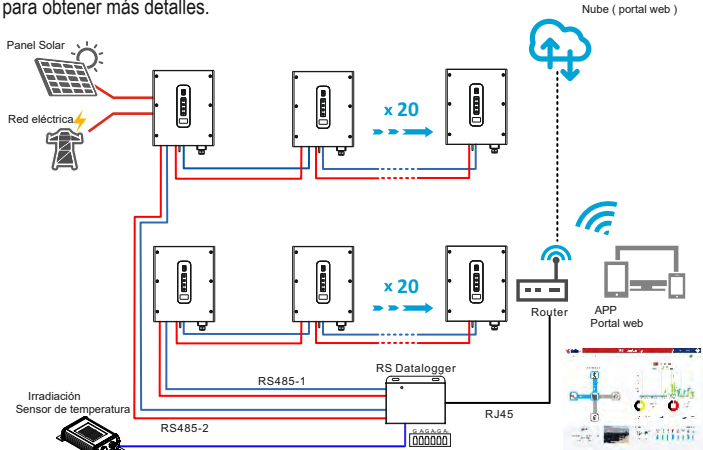 para obtener más detalles.
Nube ( portal web )
Panel Solar
Red eléctrica
x 20
x 20
Router
APP
Portal web
RS Datalogger
RS485-1
RJ45
Irradiación
Sensor de temperatura
RS485-2
G A G A G A